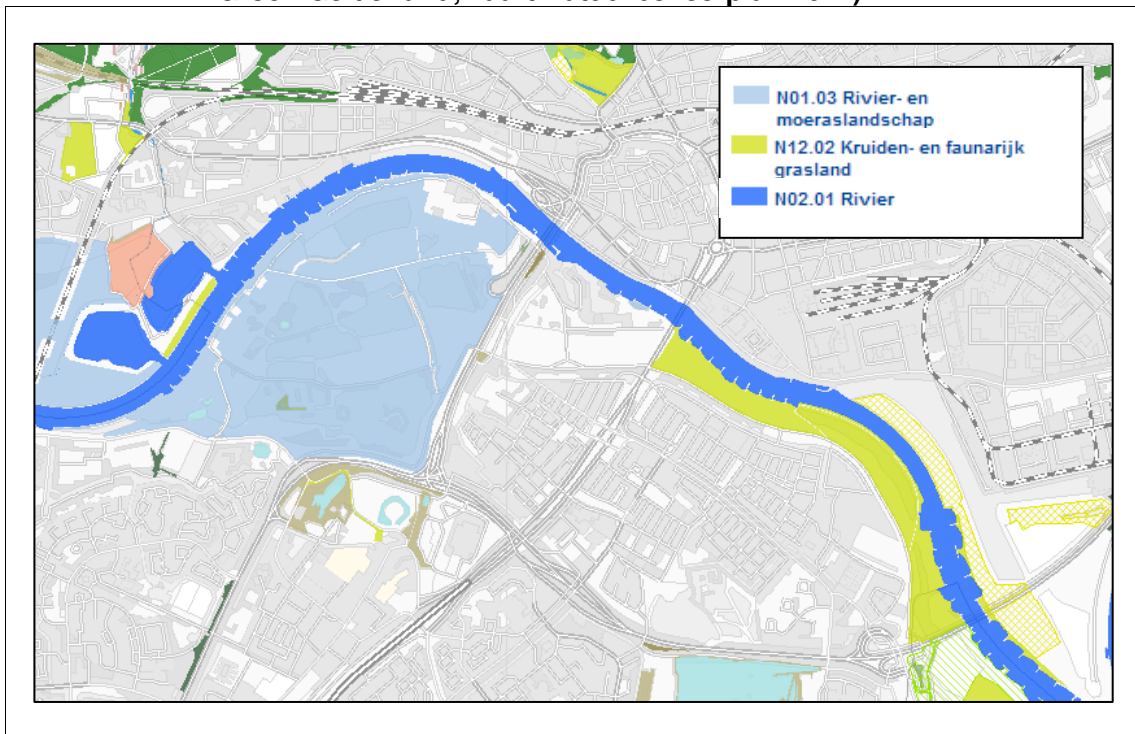 N01.03 Rivier- en
moeraslandschap
N12.02 Kruiden- en faunarijk
grasland
N02.01 Rivier